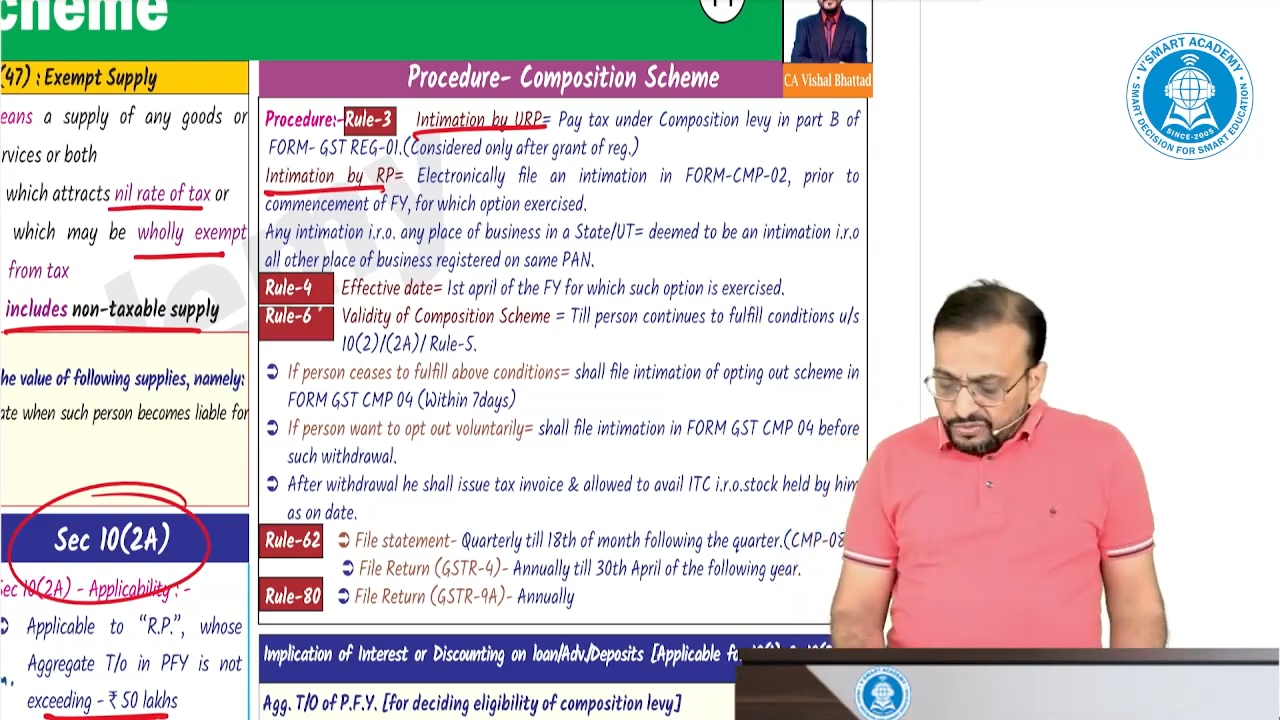 cheme
(47) : Exempt Supply
eans a supply of any goods or
rvices or both
which attracts nil rate of tax or
which may be wholly exempt
from tax
includes non-taxable supply
he value of following supplies, namely:
ate when such person becomes liable for
Sec 10(2A)
Sec 10(2A) - Applicability : -
Applicable to “R.P.”, whose
Aggregate T/o in PFY is not
exceeding - ₹ 50 lakhs
Procedure- Composition Scheme
CA Vishal Bhattad
Procedure:- Rule-3 Intimation by URP= Pay tax under Composition levy in part B of
FORM- GST REG-01.(Considered only after grant of reg.)
Intimation by RP= Electronically file an intimation in FORM-CMP-02, prior to
commencement of FY, for which option exercised.
Any intimation i.r.o. any place of business in a State/UT= deemed to be an intimation i.r.o
all other place of business registered on same PAN.
Rule-4 Effective date= 1st april of the FY for which such option is exercised.
Rule-6 Validity of Composition Scheme = Till person continues to fulfill conditions u/s
10(2)/(2A)/ Rule-5.
➲ If person ceases to fulfill above conditions= shall file intimation of opting out scheme in
FORM GST CMP 04 (Within 7days)
➲ If person want to opt out voluntarily= shall file intimation in FORM GST CMP 04 before
such withdrawal.
➲ After withdrawal he shall issue tax invoice & allowed to avail ITC i.r.o.stock held by him
as on date.
Rule-62 ➲ File statement- Quarterly till 18th of month following the quarter.(CMP-08
➲ File Return (GSTR-4)- Annually till 30th April of the following year.
Rule-80 ➲ File Return (GSTR-9A)- Annually
Implication of Interest or Discounting on loan/Adv./Deposits [Applicable fo
Agg. T/O of P.F.Y. [for deciding eligibility of composition levy]
V'SMART ACADEMY
SINCE-2005
SMART DECISION FOR SMART EDUCATION